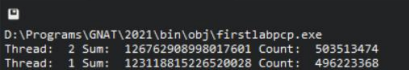 D:\Programs\GNAT\2021\bin\obj\firstlabpcp.exe
Thread:  2 Sum:  126762908998017601 Count:  503513474
Thread:  1 Sum:  123118815226520028 Count:  496223368